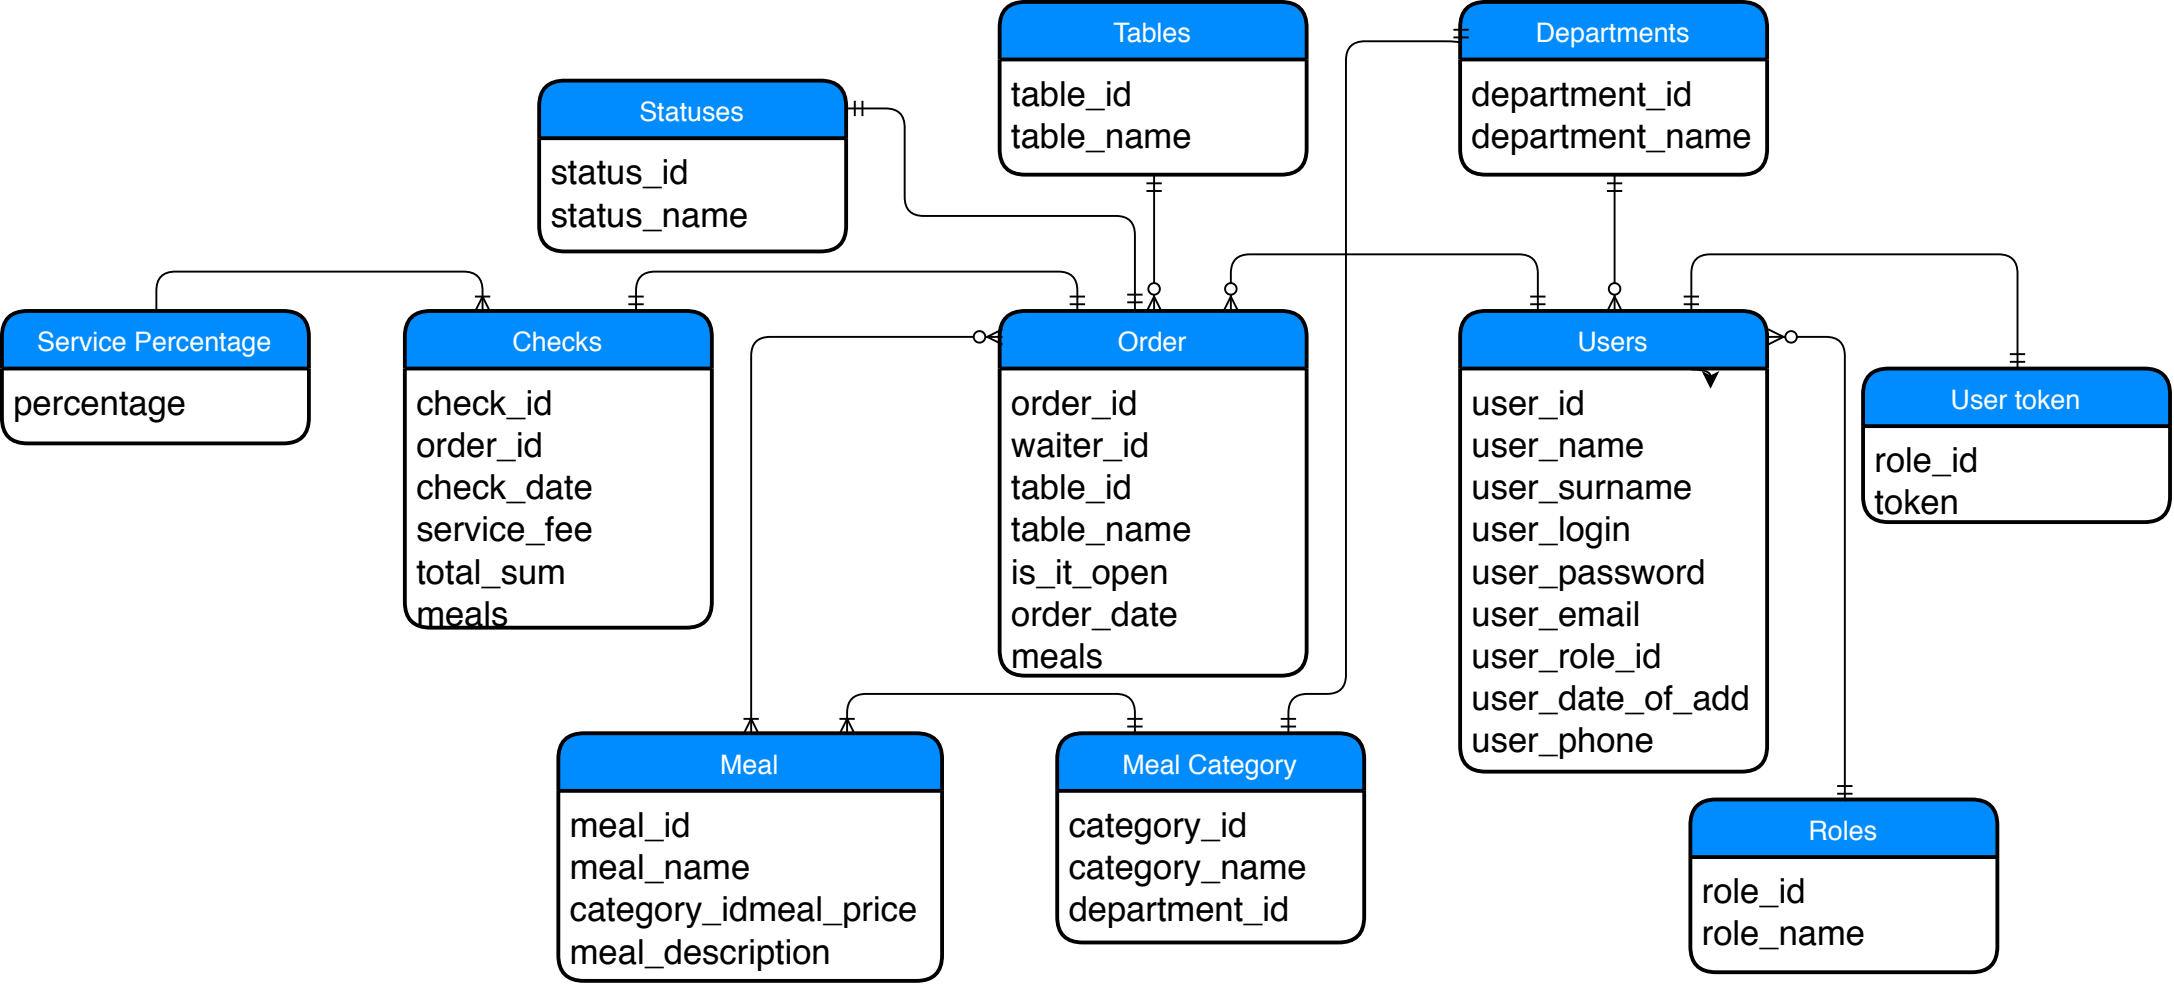 Tables
table_id
table_name
Departments
department_id
department_name
Statuses
status_id
status_name
Service Percentage
percentage
Checks
check_id
order_id
check_date
service_fee
total_sum
meals
Order
order_id
waiter_id
table_id
table_name
is_it_open
order_date
meals
Users
user_id
user_name
user_surname
user_login
user_password
user_email
user_role_id
user_date_of_add
user_phone
User token
role_id
token
Meal
meal_id
meal_name
category_idmeal_price
meal_description
Meal Category
category_id
category_name
department_id
Roles
role_id
role_name